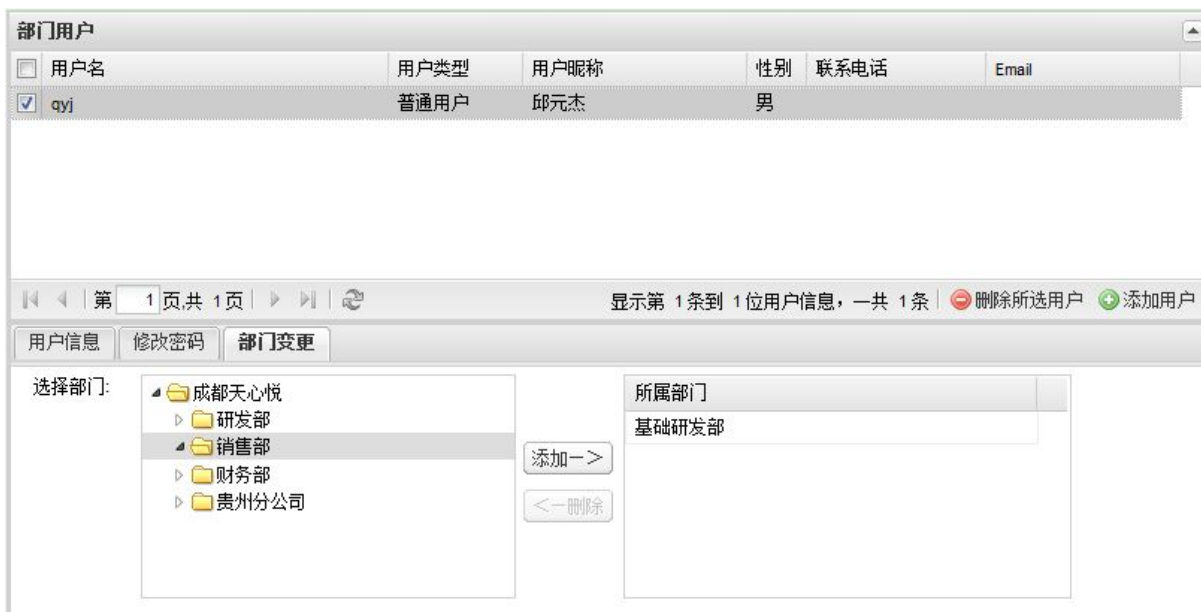 部门用户
用户名 用户类型 用户昵称 性别 联系电话 Email
qyj 普通用户 邱元杰 男
第 1 页,共 1页 显示第 1条到 1位用户信息，一共 1条 删除所选用户 添加用户
用户信息 修改密码 部门变更
选择部门: 成都天心悦 所属部门
研发部 基础研发部
销售部 添加－＞
财务部
贵州分公司 ＜－删除